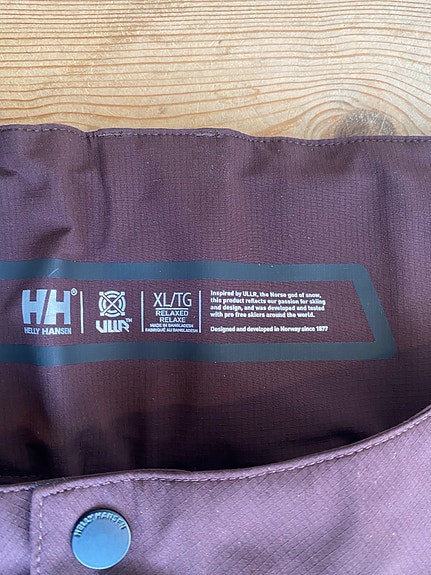 HH®
HELLY HANSEN
ULLR™
XL/TG
RELAXED
RELAXE
MADE IN BANGLADESH
FABRIQUÉ AU BANGLADESH
Inspired by ULLR, the Norse god of snow,
this product reflects our passion for skiing
and design, and was developed and tested
with pro free skiers around the world.
Designed and developed in Norway since 1877
HELLY HANSEN